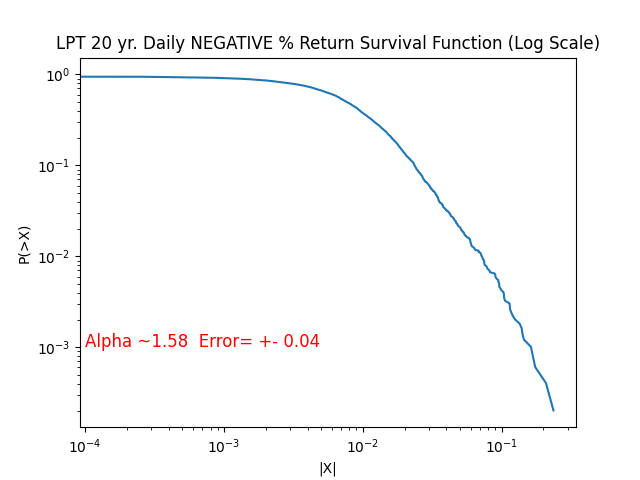 LPT 20 yr. Daily NEGATIVE % Return Survival Function (Log Scale)
10⁰
10⁻¹
10⁻²
10⁻³
P(>X)
Alpha ~1.58  Error= +- 0.04
10⁻⁴ 10⁻³ 10⁻² 10⁻¹
|X|